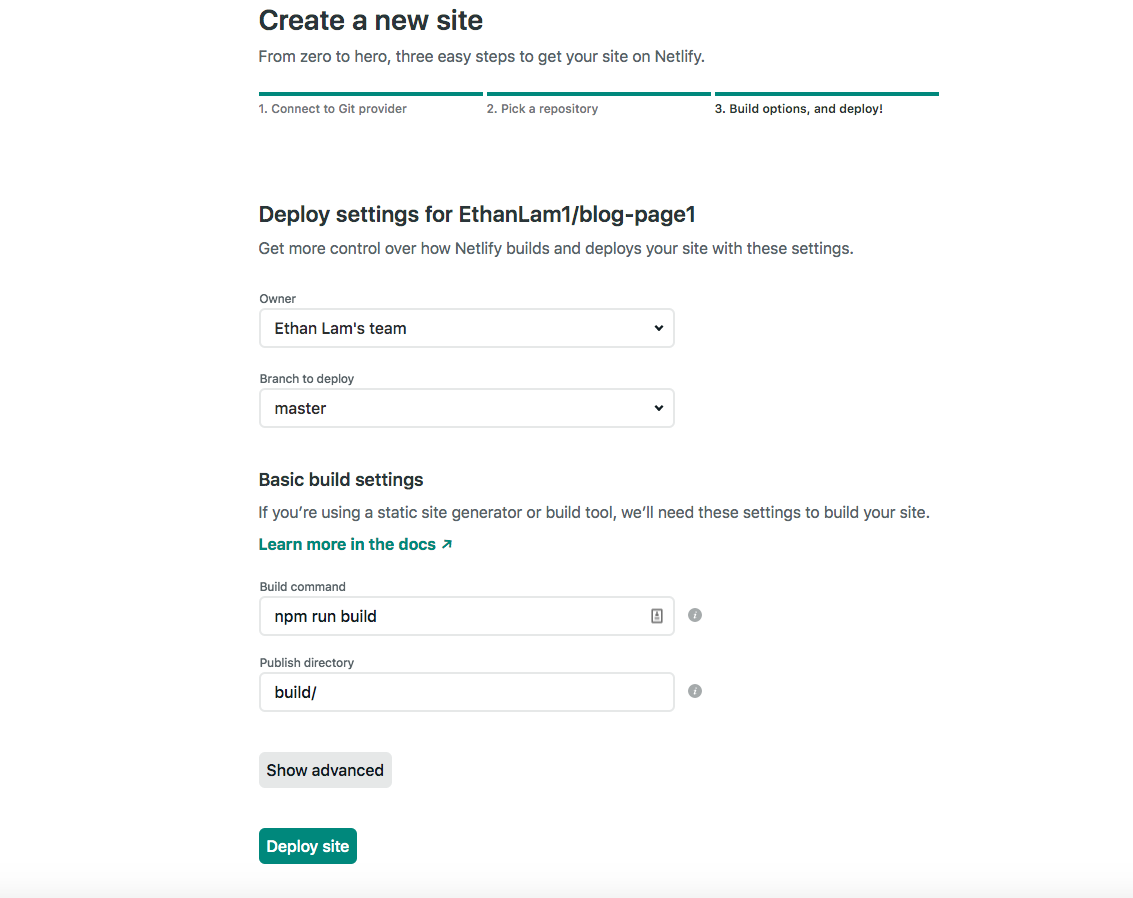 Create a new site
From zero to hero, three easy steps to get your site on Netlify.
1. Connect to Git provider
2. Pick a repository
3. Build options, and deploy!
Deploy settings for EthanLam1/blog-page1
Get more control over how Netlify builds and deploys your site with these settings.
Owner
Ethan Lam's team
Branch to deploy
master
Basic build settings
If you’re using a static site generator or build tool, we’ll need these settings to build your site.
Learn more in the docs ↗
Build command
npm run build
Publish directory
build/
Show advanced
Deploy site